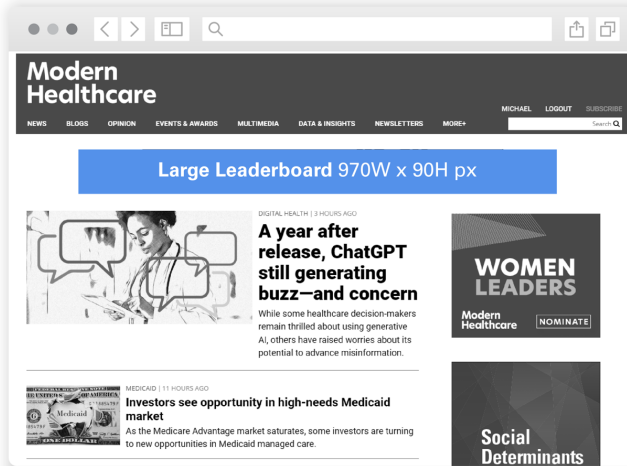 Modern
Healthcare
MICHAEL LOGOUT SUBSCRIBE
NEWS BLOGS OPINION EVENTS & AWARDS MULTIMEDIA DATA & INSIGHTS NEWSLETTERS MORE+
Search
Large Leaderboard 970W x 90H px
DIGITAL HEALTH | 3 HOURS AGO
A year after
release, ChatGPT
still generating
buzz—and concern
While some healthcare decision-makers
remain thrilled about using generative
AI, others have raised worries about its
potential to advance misinformation.
WOMEN
LEADERS
Modern
Healthcare
NOMINATE
Medicaid
ONE DOLLAR
MEDICAID | 11 HOURS AGO
Investors see opportunity in high-needs Medicaid
market
As the Medicare Advantage market saturates, some investors are turning
to new opportunities in Medicaid managed care.
Social
Determinants